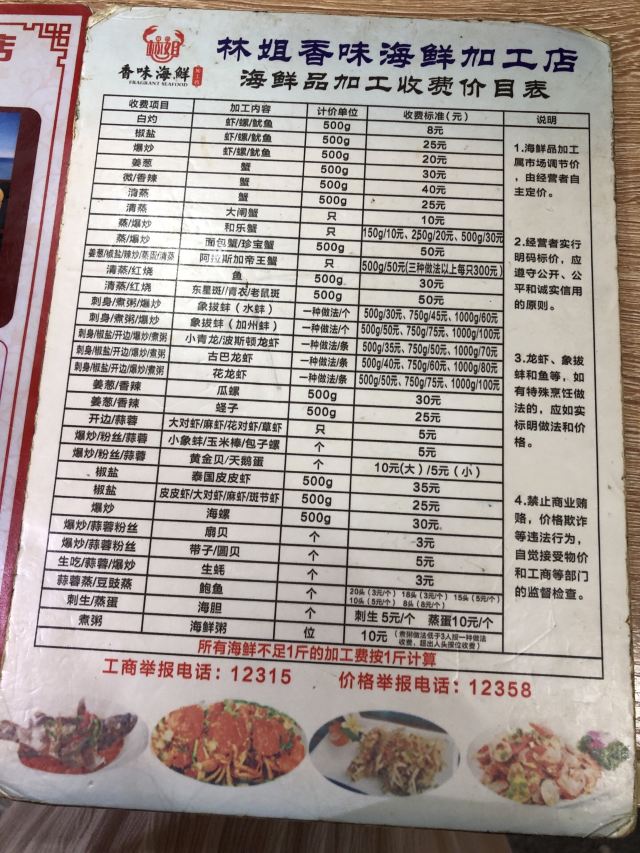 店
林姐
香味海鲜
FRAGRANT SEAFOOD
林姐香味海鲜加工店
海鲜品加工收费价目表
收费项目 加工内容 计价单位 收费标准(元) 说明
白灼 虾/螺/鱿鱼 500g 8元
椒盐 虾/螺/鱿鱼 500g 25元
爆炒 虾/螺/鱿鱼 500g 20元
姜葱 蟹 500g 30元
微/香辣 蟹 500g 40元
清蒸 蟹 500g 25元
清蒸 大闸蟹 只 10元
蒸/爆炒 和乐蟹 只 150g/10元、250g/20元、500g/30元
蒸/爆炒 面包蟹/珍宝蟹 500g 50元
姜葱/椒盐/辣炒/蒸蛋/清蒸 阿拉斯加帝王蟹 只 500g/50元(三种做法以上每只300元)
清蒸/红烧 鱼 500g 30元
清蒸/红烧 东星斑//青衣/老鼠斑 500g 50元
刺身/煮粥/爆炒 象拔蚌（水蚌） 一种做法/个 500g/30元、750g/45元、1000g/60元
刺身/煮粥/爆炒 象拔蚌（加州蚌） 一种做法/个 500g/50元、750g/75元、1000g/100元
刺身/椒盐/开边/爆炒/煮粥 小青龙/波斯顿龙虾 一种做法/条 500g/35元、750g/50元、1000g/70元
刺身/椒盐/开边/爆炒/煮粥 古巴龙虾 一种做法/条 500g/40元、750g/60元、1000g/80元
刺身/椒盐/开边/爆炒/煮粥 花龙虾 一种做法/条 500g/50元、750g/75元、1000g/100元
姜葱/香辣 瓜螺 500g 30元
姜葱/香辣 蛏子 500g 25元
开边/蒜蓉 大对虾/麻虾/花对虾/草虾 只 5元
爆炒/粉丝/蒜蓉 小象蚌/玉米棒/包子螺 个 5元
爆炒/粉丝/蒜蓉 黄金贝/天鹅蛋 个 10元(大）/5元（小）
椒盐 泰国皮皮虾 500g 35元
椒盐 皮皮虾/大对虾/麻虾/斑节虾 500g 25元
爆炒 海螺 500g 30元
爆炒/蒜蓉粉丝 扇贝 个 3元
爆炒/蒜蓉粉丝 带子/圆贝 个 5元
生吃/蒜蓉/爆炒 生蚝 个 3元
蒜蓉蒸/豆豉蒸 鲍鱼 个 20头（3元/个） 18头（3元/个） 15头（5元/个）
10头（5元/个） 8头（8元/个）
刺生/蒸蛋 海胆 个 刺生 5元/个 蒸蛋10元/个
煮粥 海鲜粥 位 10元（煮粥做法低于3人按一种做法
收费，超出人头按位收费）
所有海鲜不足1斤的加工费按1斤计算
1.海鲜品加工
属市场调节价
，由经营者自
主定价。
2.经营者实行
明码标价，应
遵守公开、公
平和诚实信用
的原则。
3.龙虾、象拔
蚌和鱼等，如
有特殊烹饪做
法的，应如实
标明做法和价
格。
4.禁止商业贿
赂，价格欺诈
等违法行为，
自觉接受物价
和工商等部门
的监督检查。
工商举报电话：12315 价格举报电话：12358